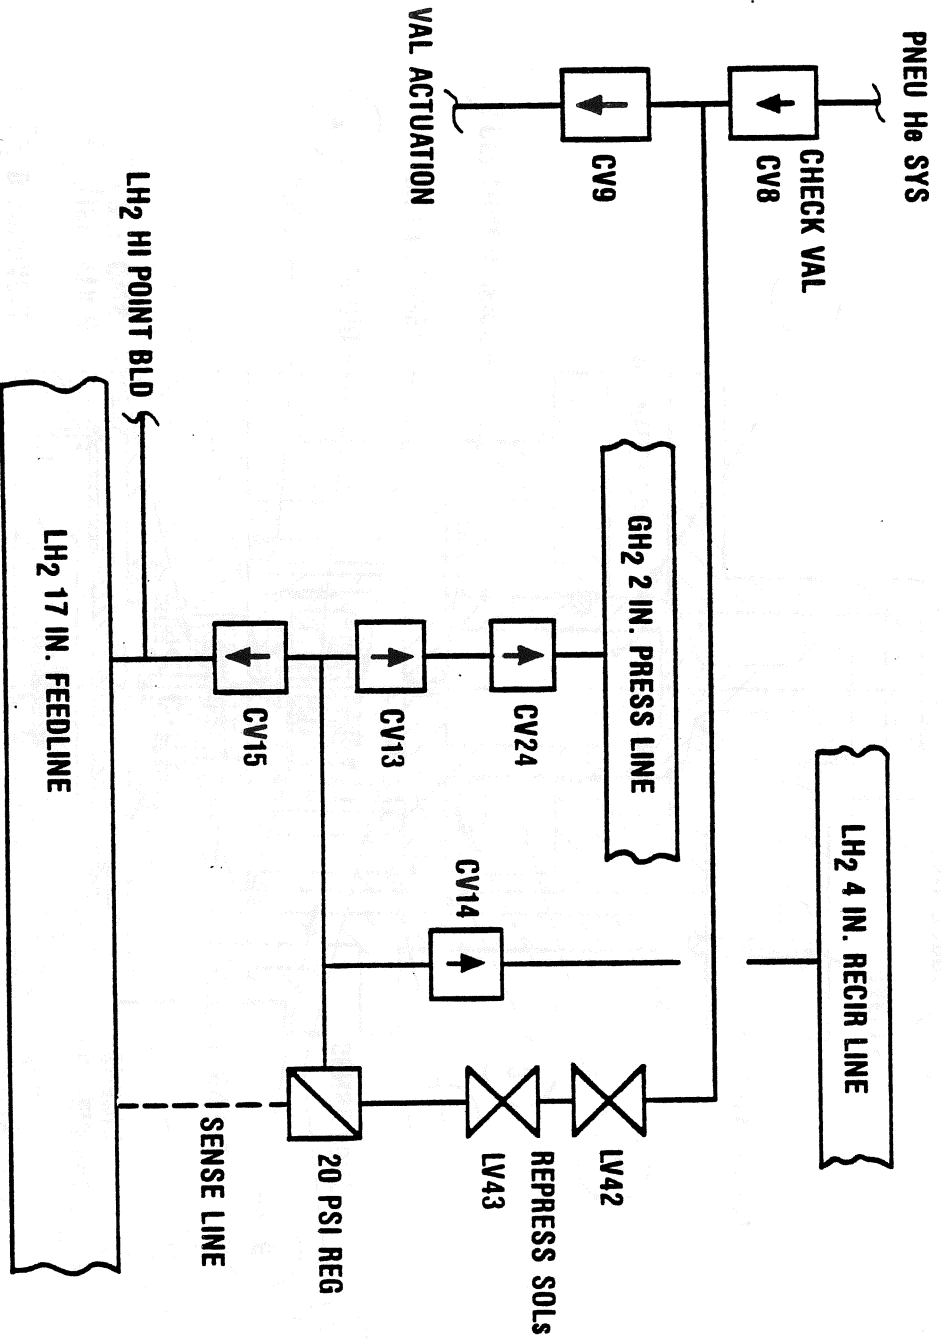 PNEU He SYS
CHECK VAL
CV8
CV9
VAL ACTUATION
LH2 4 IN. RECIR LINE
GH2 2 IN. PRESS LINE
LV42
REPRESS SOLs
LV43
CV24
CV14
CV13
20 PSI REG
CV15
SENSE LINE
LH2 HI POINT BLD
LH2 17 IN. FEEDLINE